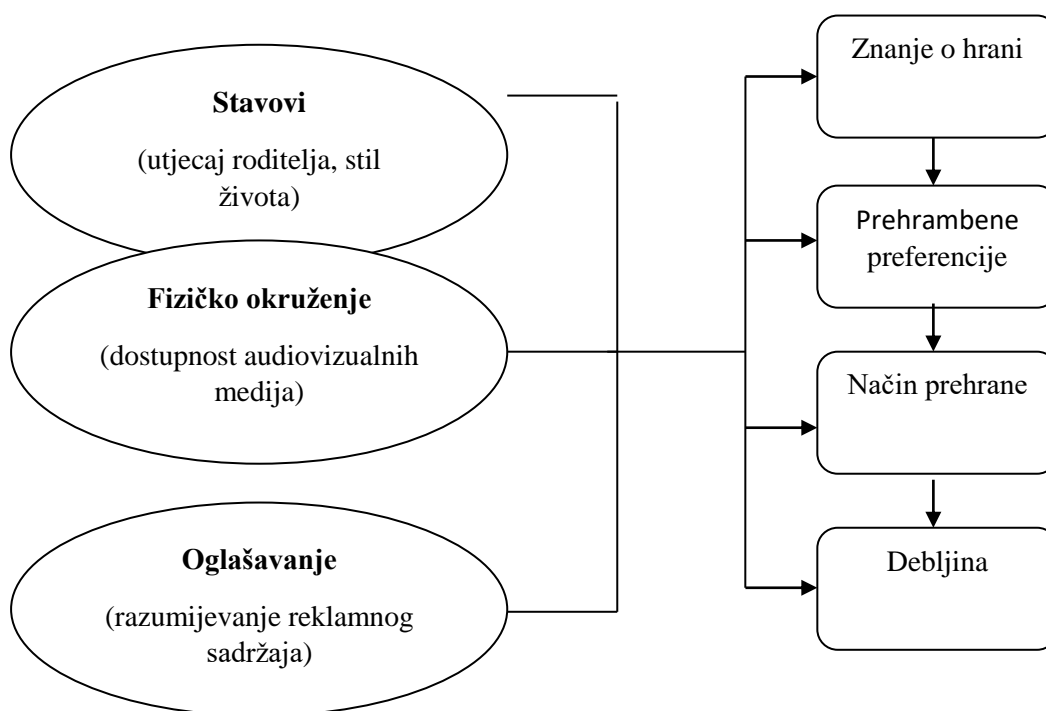 Stavovi
(utjecaj roditelja, stil
života)
Fizičko okruženje
(dostupnost audiovizualnih
medija)
Oglašavanje
(razumijevanje reklamnog
sadržaja)
Znanje o hrani
Prehrambene
preferencije
Način prehrane
Debljina